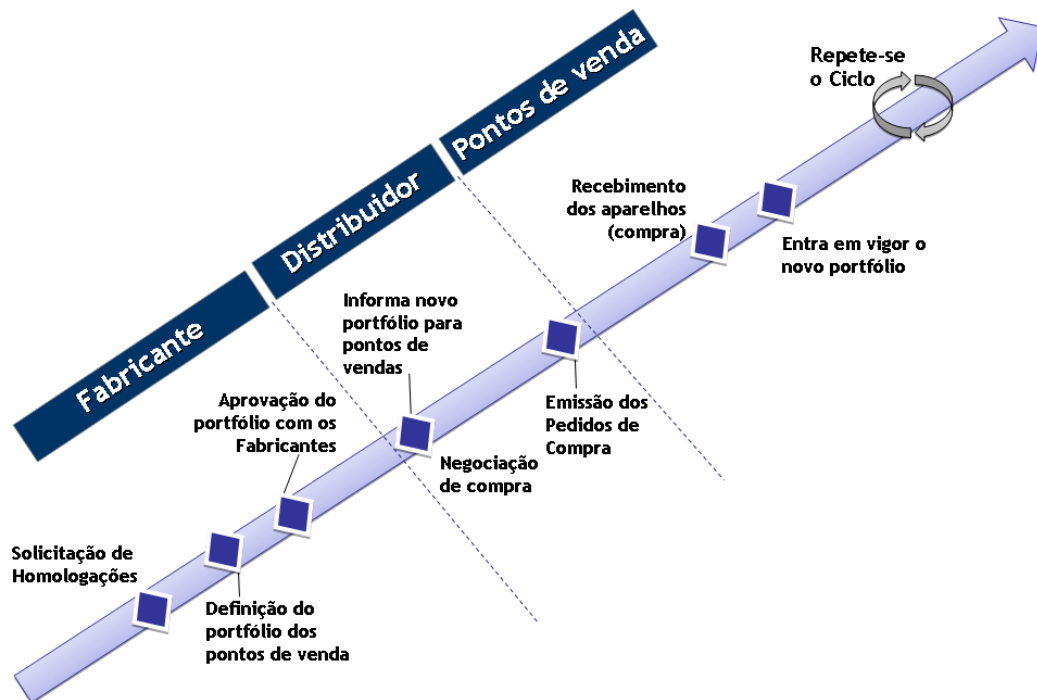 Fabricante
Distribuidor
Pontos de venda
Solicitação de
Homologações
Definição do
portfólio dos
pontos de venda
Aprovação do
portfólio com os
Fabricantes
Informa novo
portfólio para
pontos de
vendas
Negociação
de compra
Emissão dos
Pedidos de
Compra
Recebimento
dos aparelhos
(compra)
Entra em vigor o
novo portfólio
Repete-se
o Ciclo